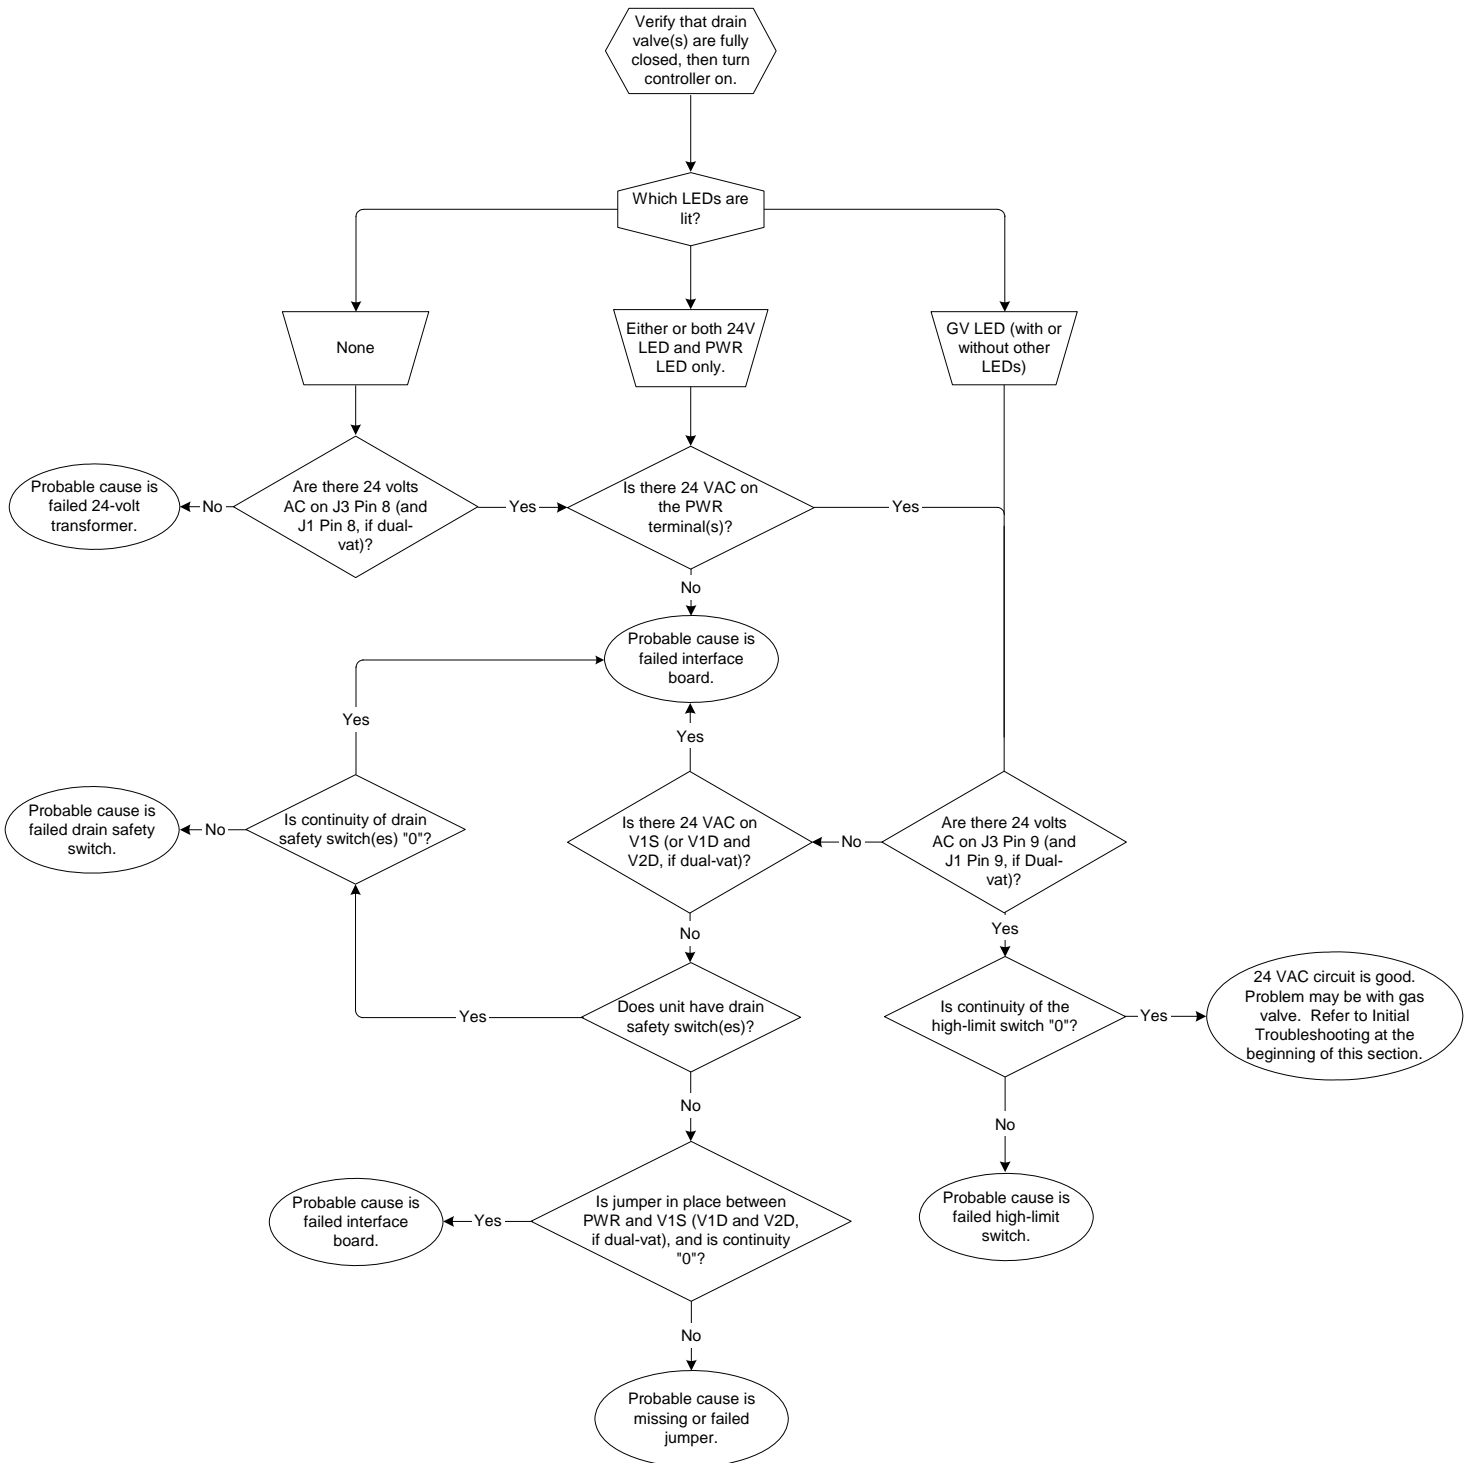 Verify that drain
valve(s) are fully
closed, then turn
controller on.
Which LEDs are
lit?
None
Either or both 24V
LED and PWR
LED only.
GV LED (with or
without other
LEDs)
Probable cause is
failed 24-volt
transformer.
No
Are there 24 volts
AC on J3 Pin 8 (and
J1 Pin 8, if dual-
vat)?
Yes
Is there 24 VAC on
the PWR
terminal(s)?
Yes
No
Probable cause is
failed interface
board.
Yes
Yes
Probable cause is
failed drain safety
switch.
No
Is continuity of drain
safety switch(es) "0"?
Is there 24 VAC on
V1S (or V1D and
V2D, if dual-vat)?
No
Are there 24 volts
AC on J3 Pin 9 (and
J1 Pin 9, if Dual-
vat)?
No
Yes
Yes
Does unit have drain
safety switch(es)?
Is continuity of the
high-limit switch "0"?
Yes
24 VAC circuit is good.
Problem may be with gas
valve. Refer to Initial
Troubleshooting at the
beginning of this section.
No
No
Probable cause is
failed interface
board.
Yes
Is jumper in place between
PWR and V1S (V1D and V2D,
if dual-vat), and is continuity
"0"?
Probable cause is
failed high-limit
switch.
No
Probable cause is
missing or failed
jumper.